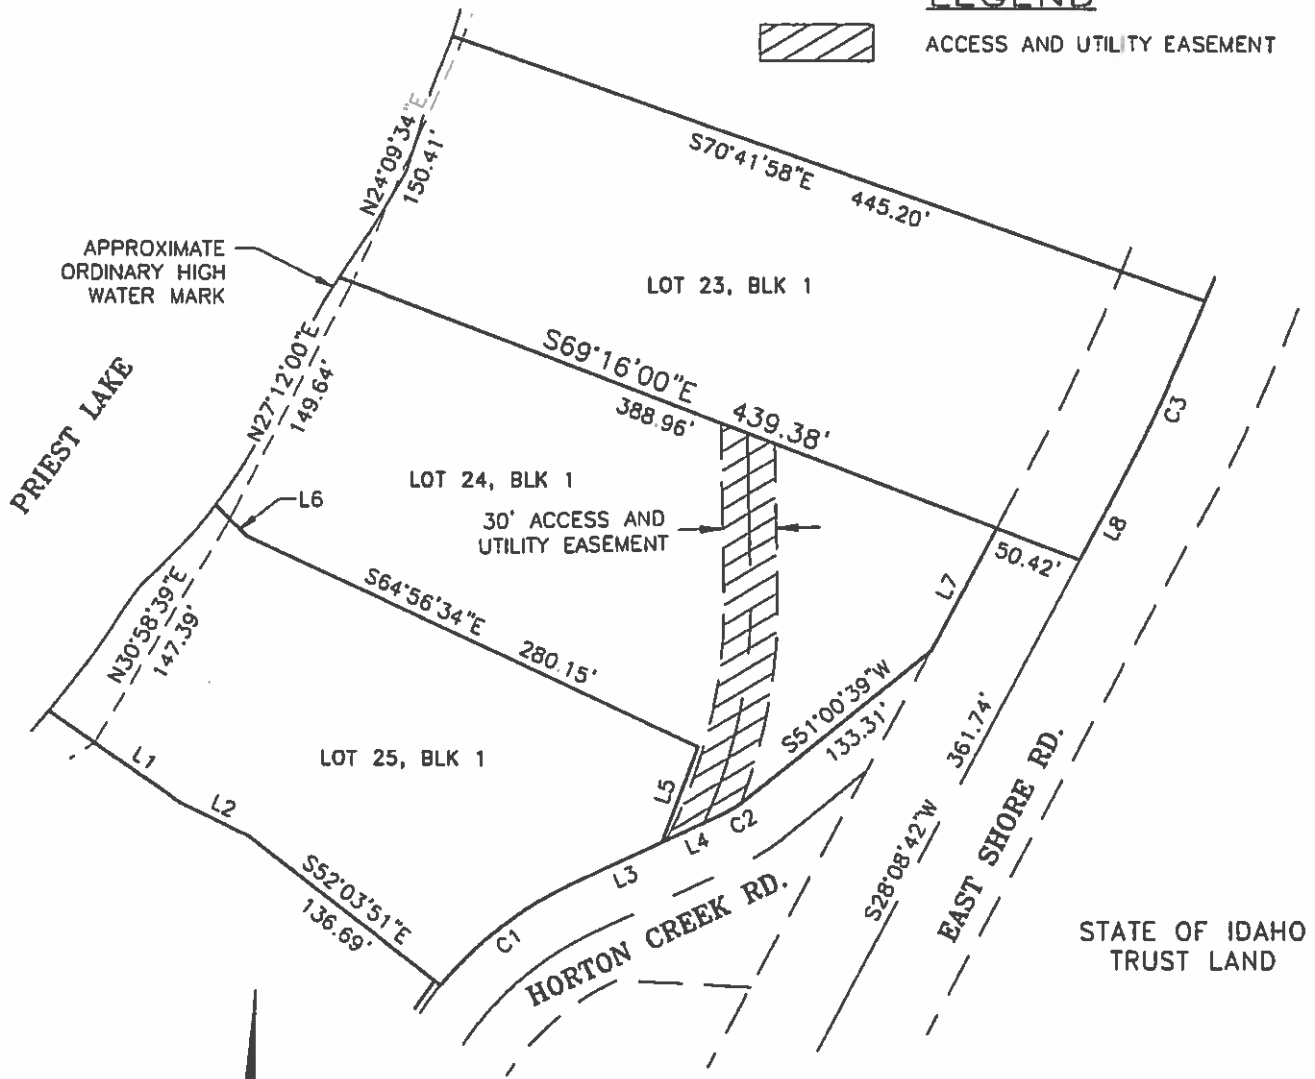 LEGEND
ACCESS AND UTILITY EASEMENT
N24°09'34"E
150.41'
S70°41'58"E 445.20'
APPROXIMATE
ORDINARY HIGH
WATER MARK
LOT 23, BLK 1
PRIEST LAKE
N27°12'00"E
149.64'
S69°16'00"E 439.38'
388.96'
C3
LOT 24, BLK 1
L6
30' ACCESS AND
UTILITY EASEMENT
L8
50.42'
L7
S64°56'34"E 280.15'
N30°58'39"E
147.39'
S51°00'39"W
133.31'
LOT 25, BLK 1
L1
L2
L5
L4
C2
L3
S52°03'51"E
136.69'
C1
HORTON CREEK RD.
S28°08'42"W 361.74'
EAST SHORE RD.
STATE OF IDAHO
TRUST LAND